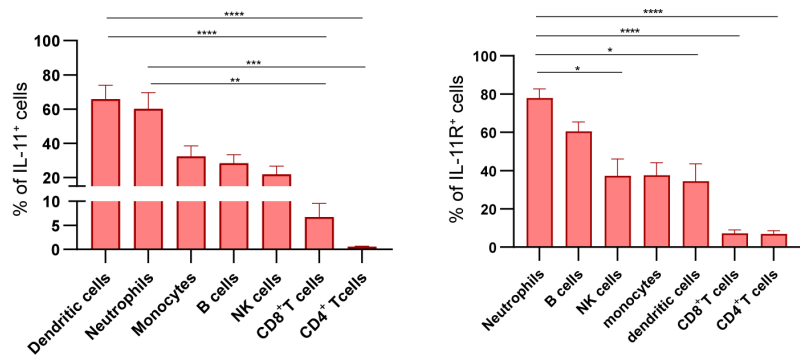 ****
****
***
**
% of IL-11⁺ cells
100
80
60
40
20
10
5
0
Dendritic cells
Neutrophils
Monocytes
B cells
NK cells
CD8⁺T cells
CD4⁺ Tcells
****
****
*
*
% of IL-11R⁺ cells
100
80
60
40
20
0
Neutrophils
B cells
NK cells
monocytes
dendritic cells
CD8⁺T cells
CD4⁺T cells